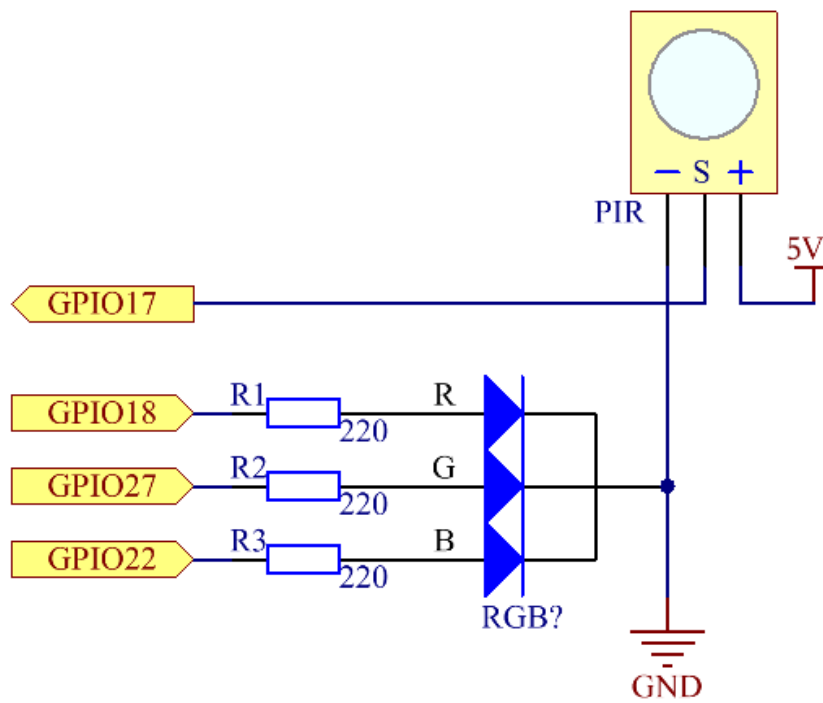 − S +
PIR
5V
GPIO17
GPIO18
R1
220
R
GPIO27
R2
220
G
GPIO22
R3
220
B
RGB?
GND